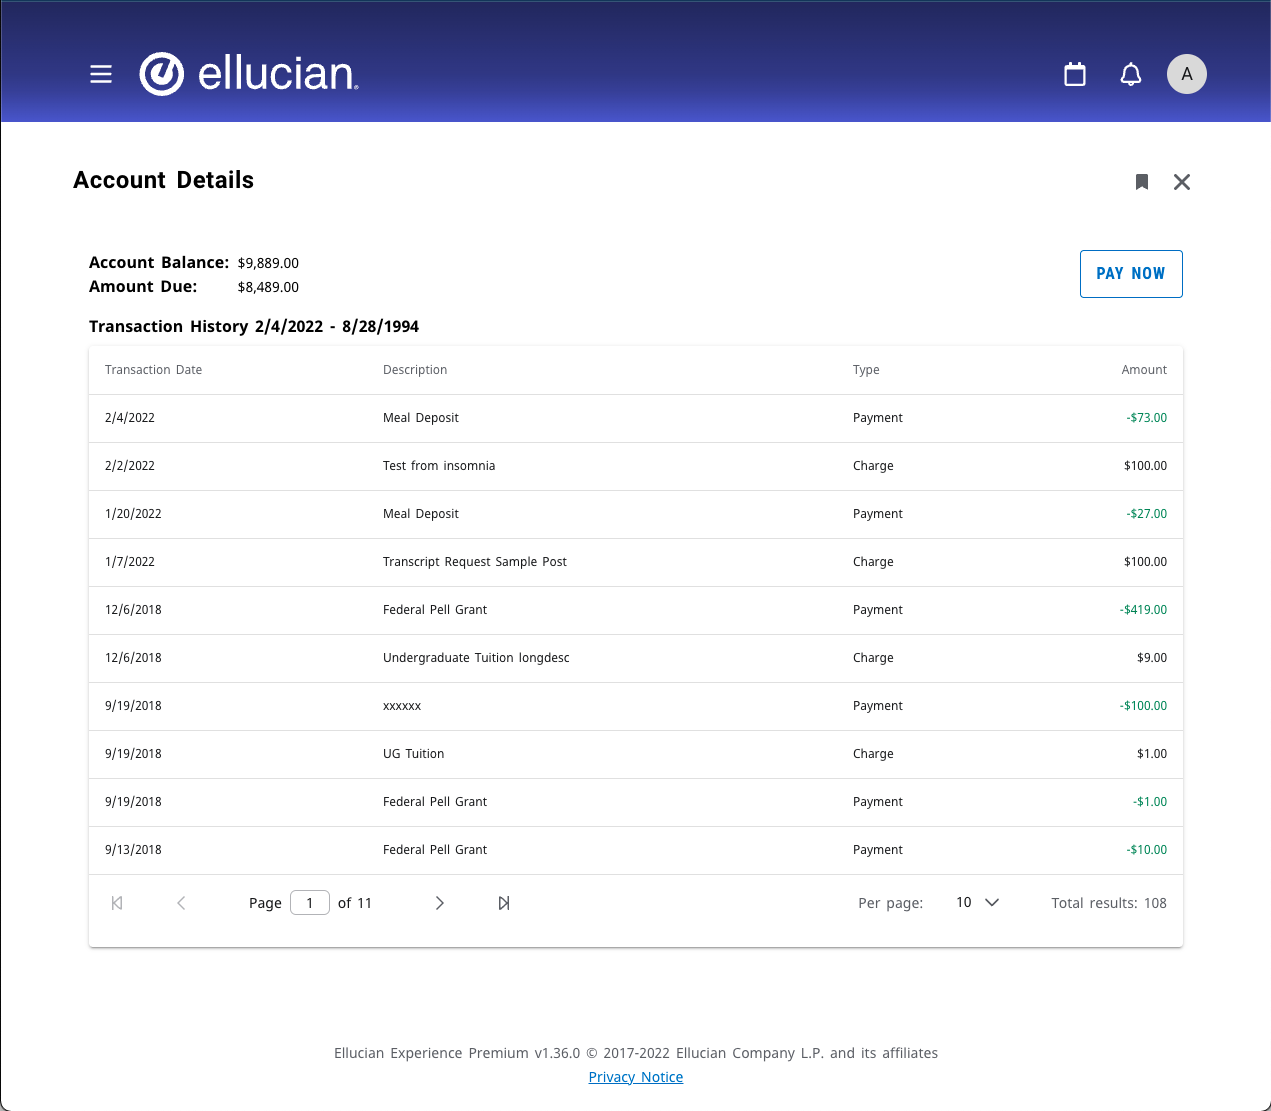 ellucian
A
Account Details
Account Balance: $9,889.00
Amount Due: $8,489.00
PAY NOW
Transaction History 2/4/2022 - 8/28/1994
Transaction Date Description Type Amount
2/4/2022 Meal Deposit Payment -$73.00
2/2/2022 Test from insomnia Charge $100.00
1/20/2022 Meal Deposit Payment -$27.00
1/7/2022 Transcript Request Sample Post Charge $100.00
12/6/2018 Federal Pell Grant Payment -$419.00
12/6/2018 Undergraduate Tuition longdesc Charge $9.00
9/19/2018 xxxxxx Payment -$100.00
9/19/2018 UG Tuition Charge $1.00
9/19/2018 Federal Pell Grant Payment -$1.00
9/13/2018 Federal Pell Grant Payment -$10.00
Page 1 of 11 Per page: 10 Total results: 108
Ellucian Experience Premium v1.36.0 © 2017-2022 Ellucian Company L.P. and its affiliates
Privacy Notice